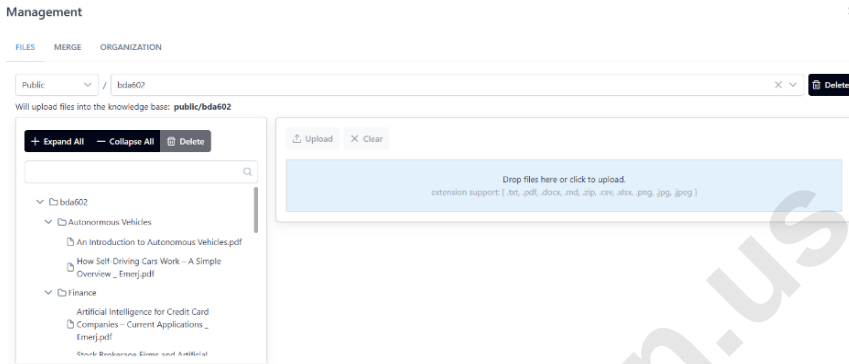 Management
FILES MERGE ORGANIZATION
Public / bda602 Delete
Will upload files into the knowledge base: public/bda602
Expand All Collapse All Delete
Upload Clear
Drop files here or click to upload.
extension support: [ .txt, .pdf, .docx, .md, .zip, .csv, .xlsx, .png, .jpg, .jpeg ]
bda602
Autonormous Vehicles
An Introduction to Autonomous Vehicles.pdf
How Self-Driving Cars Work – A Simple
Overview _ Emerj.pdf
Finance
Artificial Intelligence for Credit Card
Companies – Current Applications _
Emerj.pdf
Stock Brokerage Firms and Artificial
n.us